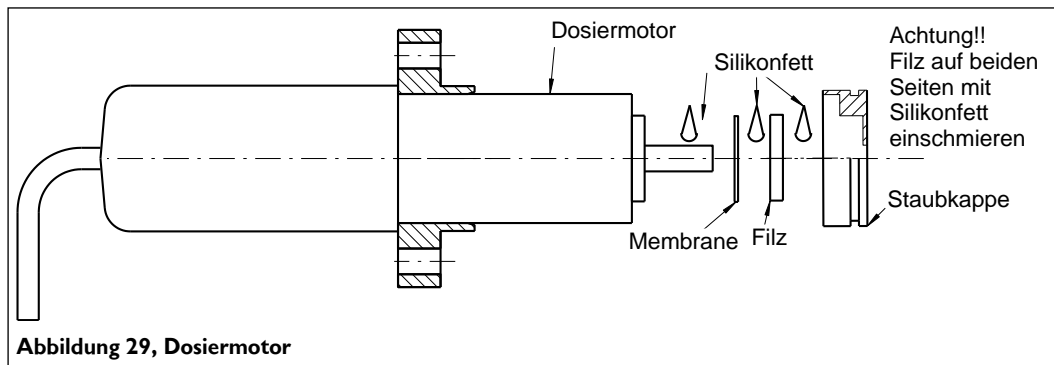 Dosiermotor
Silikonfett
Achtung!!
Filz auf beiden
Seiten mit
Silikonfett
einschmieren
Staubkappe
Membrane
Filz
Abbildung 29, Dosiermotor